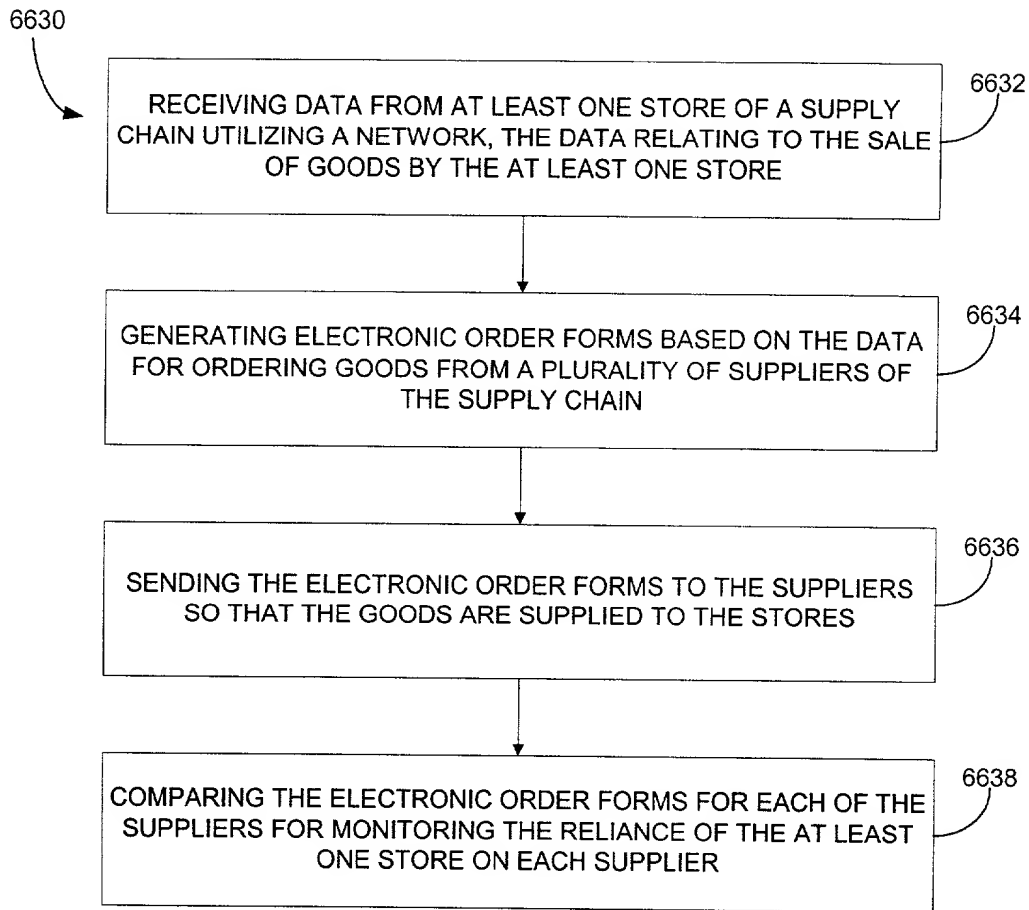 6630
6632
RECEIVING DATA FROM AT LEAST ONE STORE OF A SUPPLY
CHAIN UTILIZING A NETWORK, THE DATA RELATING TO THE SALE
OF GOODS BY THE AT LEAST ONE STORE
6634
GENERATING ELECTRONIC ORDER FORMS BASED ON THE DATA
FOR ORDERING GOODS FROM A PLURALITY OF SUPPLIERS OF
THE SUPPLY CHAIN
6636
SENDING THE ELECTRONIC ORDER FORMS TO THE SUPPLIERS
SO THAT THE GOODS ARE SUPPLIED TO THE STORES
6638
COMPARING THE ELECTRONIC ORDER FORMS FOR EACH OF THE
SUPPLIERS FOR MONITORING THE RELIANCE OF THE AT LEAST
ONE STORE ON EACH SUPPLIER